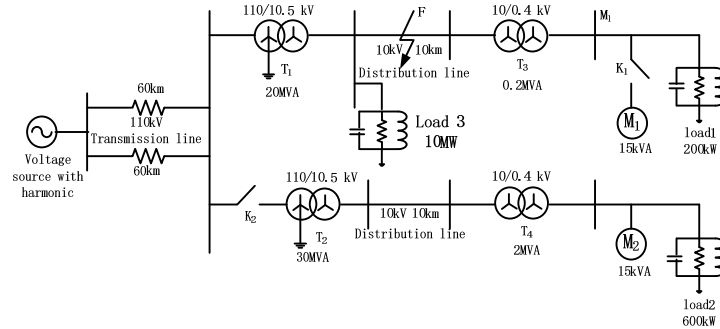 110/10.5 kV
F
10/0.4 kV
M₁
10kV 10km
T₁
Distribution line
T₃
K₁
20MVA
0.2MVA
60km
110kV
Transmission line
60km
Voltage
source with
harmonic
Load 3
10MW
M₁
15kVA
load1
200kW
110/10.5 kV
10/0.4 kV
K₂
10kV 10km
Distribution line
T₂
30MVA
T₄
2MVA
M₂
15kVA
load2
600kW